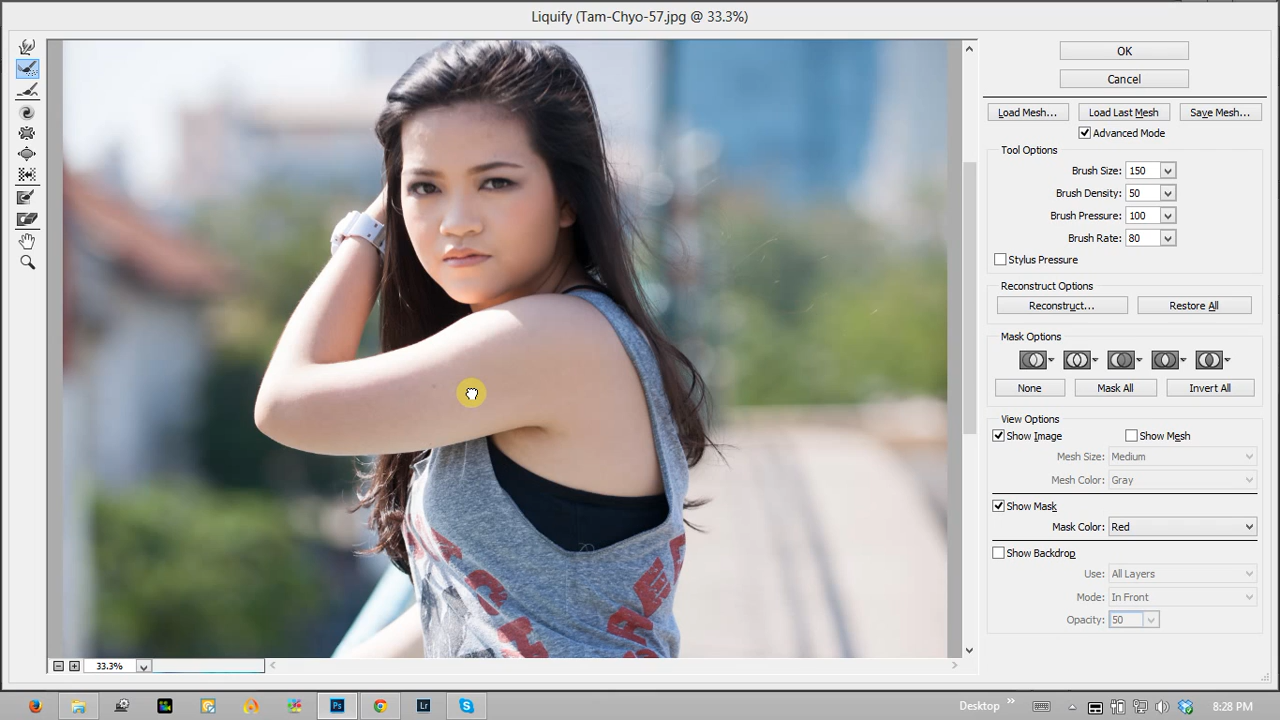 Liquify (Tam-Chyo-57.jpg @ 33.3%)
OK
Cancel
Load Mesh... Load Last Mesh Save Mesh...
Advanced Mode
Tool Options
Brush Size: 150
Brush Density: 50
Brush Pressure: 100
Brush Rate: 80
Stylus Pressure
Reconstruct Options
Reconstruct... Restore All
Mask Options
None Mask All Invert All
View Options
Show Image Show Mesh
Mesh Size: Medium
Mesh Color: Gray
Show Mask
Mask Color: Red
Show Backdrop
Use: All Layers
Mode: In Front
Opacity: 50
33.3%
Ps Lr Desktop 8:28 PM